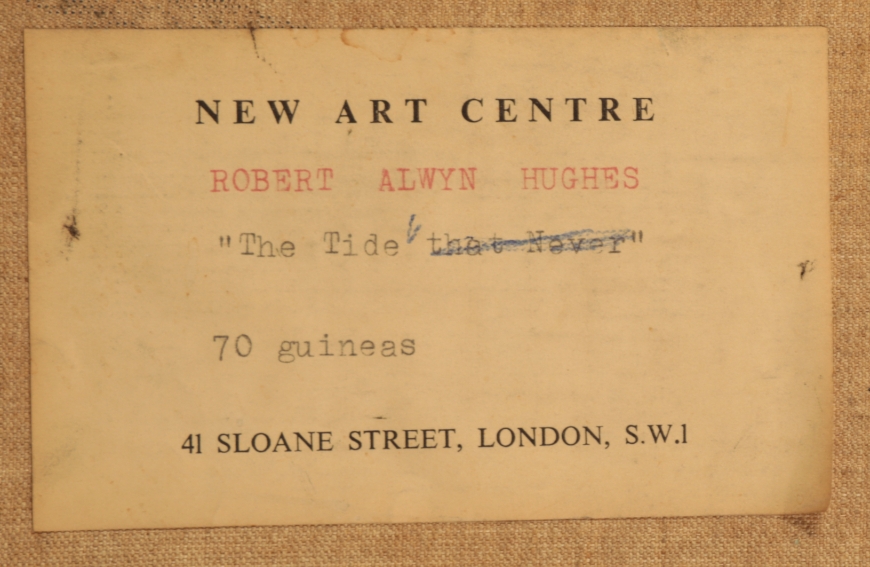 NEW ART CENTRE
ROBERT ALWYN HUGHES
"The Tide" that Never"
70 guineas
41 SLOANE STREET, LONDON, S.W.1